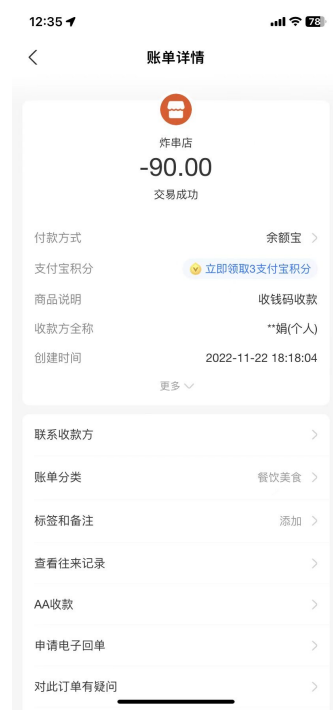 12:35
78
账单详情
炸串店
-90.00
交易成功
付款方式 余额宝
支付宝积分 立即领取3支付宝积分
商品说明 收钱码收款
收款方全称 **娟(个人)
创建时间 2022-11-22 18:18:04
更多
联系收款方
账单分类 餐饮美食
标签和备注 添加
查看往来记录
AA收款
申请电子回单
对此订单有疑问